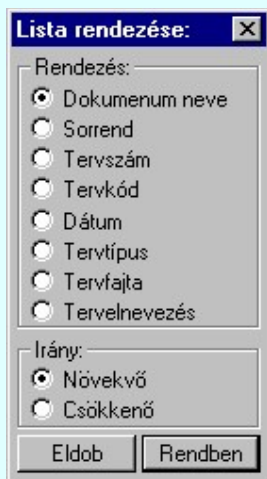 Lista rendezése:
Rendezés:
Dokumenum neve
Sorrend
Tervszám
Tervkód
Dátum
Tervtípus
Tervfajta
Tervelnevezés
Irány:
Növekvő
Csökkenő
Eldob Rendben